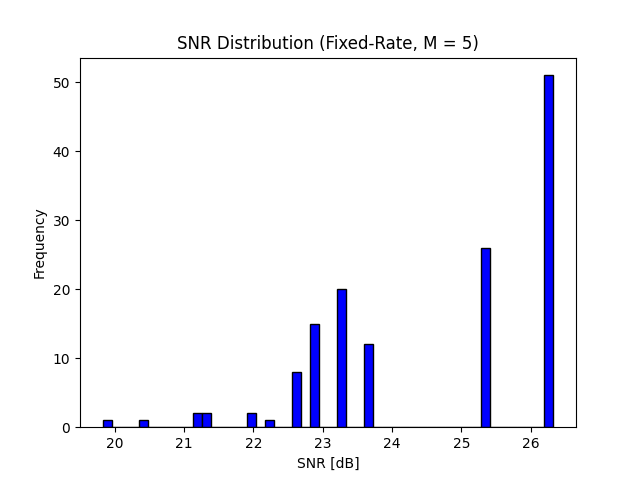 SNR Distribution (Fixed-Rate, M = 5)
50
40
30
20
10
0
Frequency
20 21 22 23 24 25 26
SNR [dB]